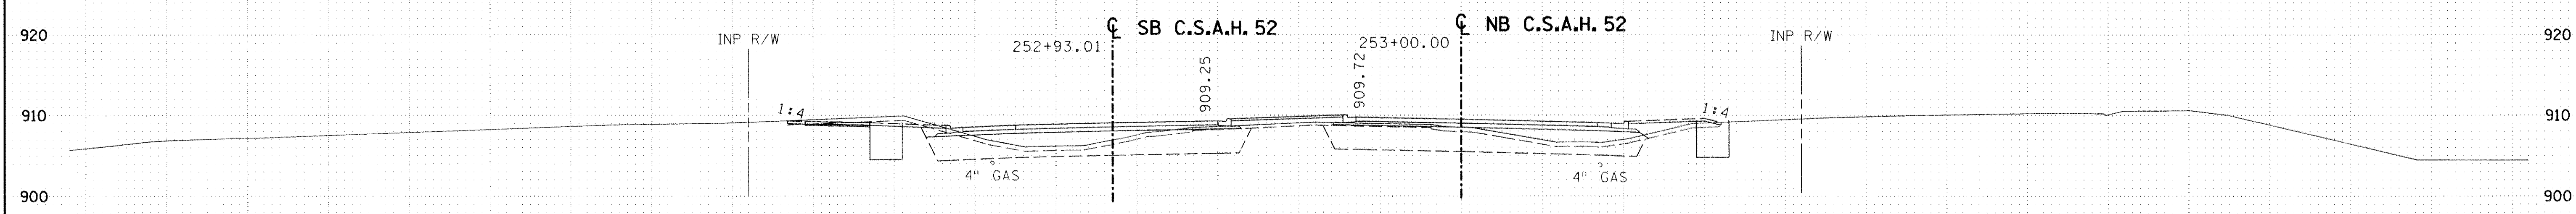 ℄ SB C.S.A.H. 52
℄ NB C.S.A.H. 52
920
INP R/W
252+93.01
253+00.00
INP R/W
920
909.25
909.72
910
1:4
1:4
910
4" GAS
4" GAS
900
900